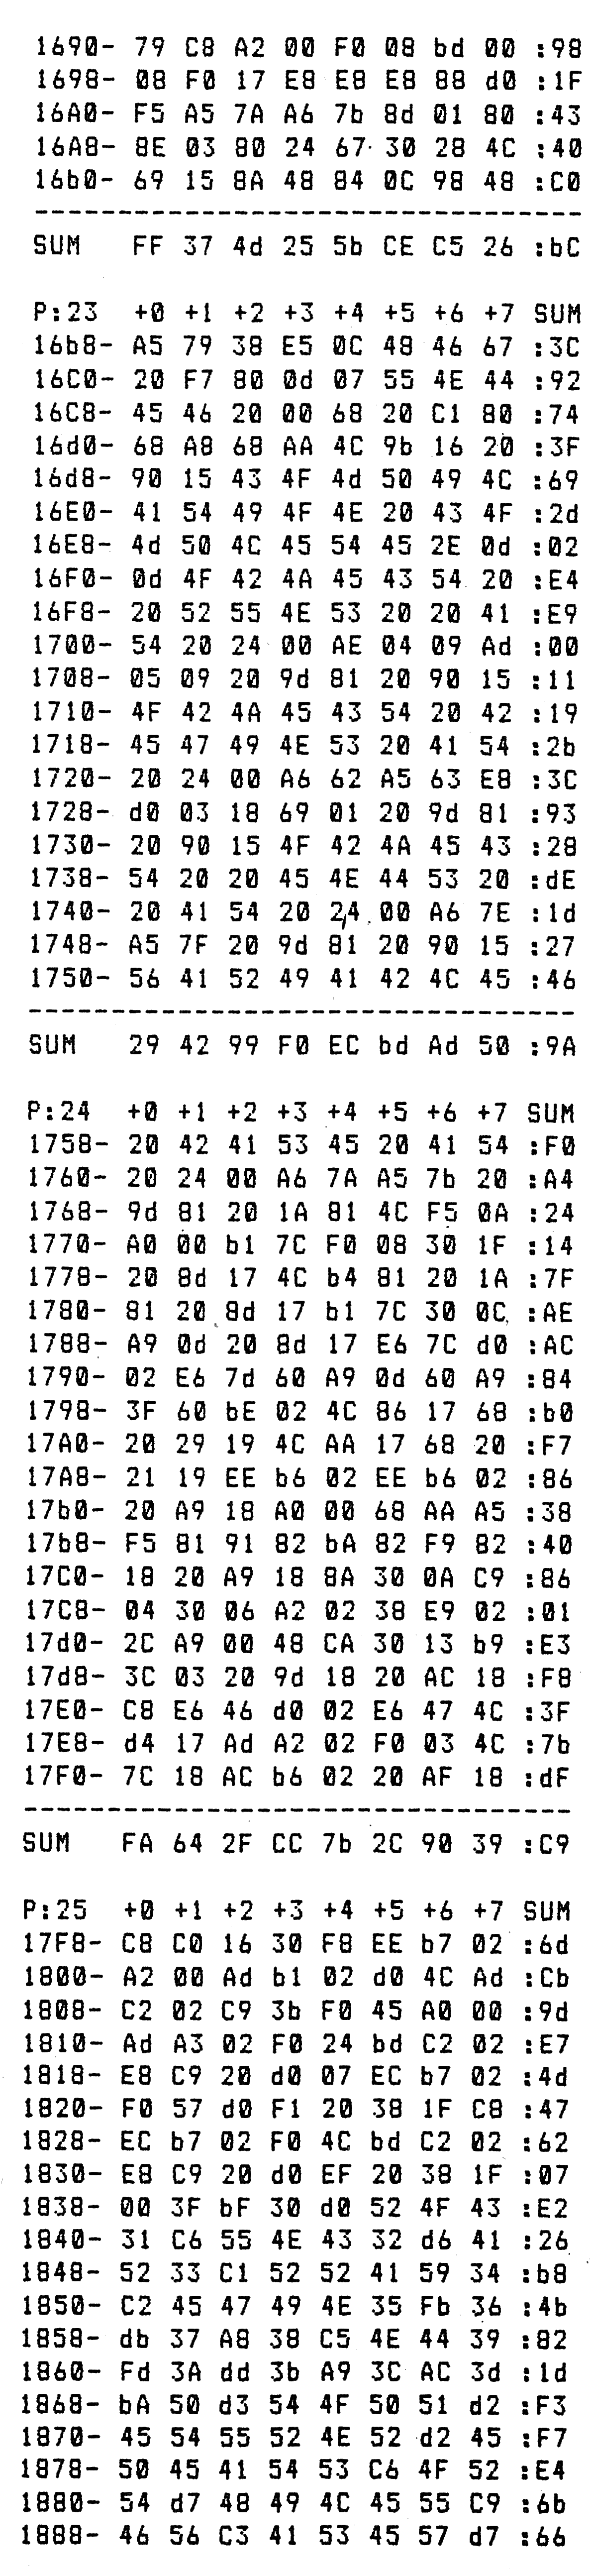 1690- 79 C8 A2 00 F0 08 bd 00 :98
1698- 08 F0 17 E8 E8 E8 88 d0 :1F
16A0- F5 A5 7A A6 7b 8d 01 80 :43
16A8- 8E 03 80 24 67 30 28 4C :40
16b0- 69 15 8A 48 84 0C 98 48 :C0
---------------------------------
SUM FF 37 4d 25 5b CE C5 26 :bC
P:23 +0 +1 +2 +3 +4 +5 +6 +7 SUM
16b8- A5 79 38 E5 0C 48 46 67 :3C
16C0- 20 F7 80 0d 07 55 4E 44 :92
16C8- 45 46 20 00 68 20 C1 80 :74
16d0- 68 A8 68 AA 4C 9b 16 20 :3F
16d8- 90 15 43 4F 4d 50 49 4C :69
16E0- 41 54 49 4F 4E 20 43 4F :2d
16E8- 4d 50 4C 45 54 45 2E 0d :02
16F0- 0d 4F 42 4A 45 43 54 20 :E4
16F8- 20 52 55 4E 53 20 20 41 :E9
1700- 54 20 24 00 AE 04 09 Ad :00
1708- 05 09 20 9d 81 20 90 15 :11
1710- 4F 42 4A 45 43 54 20 42 :19
1718- 45 47 49 4E 53 20 41 54 :2b
1720- 20 24 00 A6 62 A5 63 E8 :3C
1728- d0 03 18 69 01 20 9d 81 :93
1730- 20 90 15 4F 42 4A 45 43 :28
1738- 54 20 20 45 4E 44 53 20 :dE
1740- 20 41 54 20 24 00 A6 7E :1d
1748- A5 7F 20 9d 81 20 90 15 :27
1750- 56 41 52 49 41 42 4C 45 :46
---------------------------------
SUM 29 42 99 F0 EC bd Ad 50 :9A
P:24 +0 +1 +2 +3 +4 +5 +6 +7 SUM
1758- 20 42 41 53 45 20 41 54 :F0
1760- 20 24 00 A6 7A A5 7b 20 :A4
1768- 9d 81 20 1A 81 4C F5 0A :24
1770- A0 00 b1 7C F0 08 30 1F :14
1778- 20 8d 17 4C b4 81 20 1A :7F
1780- 81 20 8d 17 b1 7C 30 0C :AE
1788- A9 0d 20 8d 17 E6 7C d0 :AC
1790- 02 E6 7d 60 A9 0d 60 A9 :84
1798- 3F 60 bE 02 4C 86 17 68 :b0
17A0- 20 29 19 4C AA 17 68 20 :F7
17A8- 21 19 EE b6 02 EE b6 02 :86
17b0- 20 A9 18 A0 00 68 AA A5 :38
17b8- F5 81 91 82 bA 82 F9 82 :40
17C0- 18 20 A9 18 8A 30 0A C9 :86
17C8- 04 30 06 A2 02 38 E9 02 :01
17d0- 2C A9 00 48 CA 30 13 b9 :E3
17d8- 3C 03 20 9d 18 20 AC 18 :F8
17E0- C8 E6 46 d0 02 E6 47 4C :3F
17E8- d4 17 Ad A2 02 F0 03 4C :7b
17F0- 7C 18 AC b6 02 20 AF 18 :dF
---------------------------------
SUM FA 64 2F CC 7b 2C 90 39 :C9
P:25 +0 +1 +2 +3 +4 +5 +6 +7 SUM
17F8- C8 C0 16 30 F8 EE b7 02 :6d
1800- A2 00 Ad b1 02 d0 4C Ad :Cb
1808- C2 02 C9 3b F0 45 A0 00 :9d
1810- Ad A3 02 F0 24 bd C2 02 :E7
1818- E8 C9 20 d0 07 EC b7 02 :4d
1820- F0 57 d0 F1 20 38 1F C8 :47
1828- EC b7 02 F0 4C bd C2 02 :62
1830- E8 C9 20 d0 EF 20 38 1F :07
1838- 00 3F bF 30 d0 52 4F 43 :E2
1840- 31 C6 55 4E 43 32 d6 41 :26
1848- 52 33 C1 52 52 41 59 34 :b8
1850- C2 45 47 49 4E 35 Fb 36 :4b
1858- db 37 A8 38 C5 4E 44 39 :82
1860- Fd 3A dd 3b A9 3C AC 3d :1d
1868- bA 50 d3 54 4F 50 51 d2 :F3
1870- 45 54 55 52 4E 52 d2 45 :F7
1878- 50 45 41 54 53 C6 4F 52 :E4
1880- 54 d7 48 49 4C 45 55 C9 :6b
1888- 46 56 C3 41 53 45 57 d7 :66